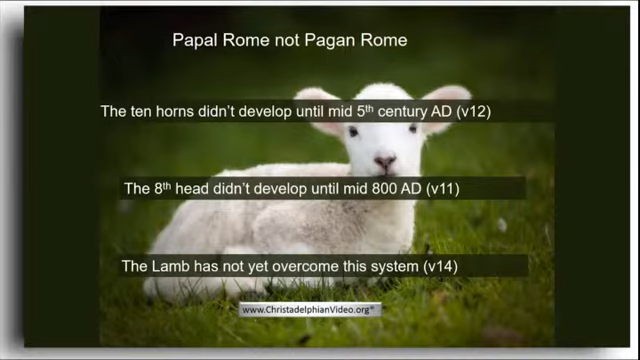 Papal Rome not Pagan Rome
The ten horns didn't develop until mid 5th century AD (v12)
The 8th head didn't develop until mid 800 AD (v11)
The Lamb has not yet overcome this system (v14)
www.ChristadelphianVideo.org®